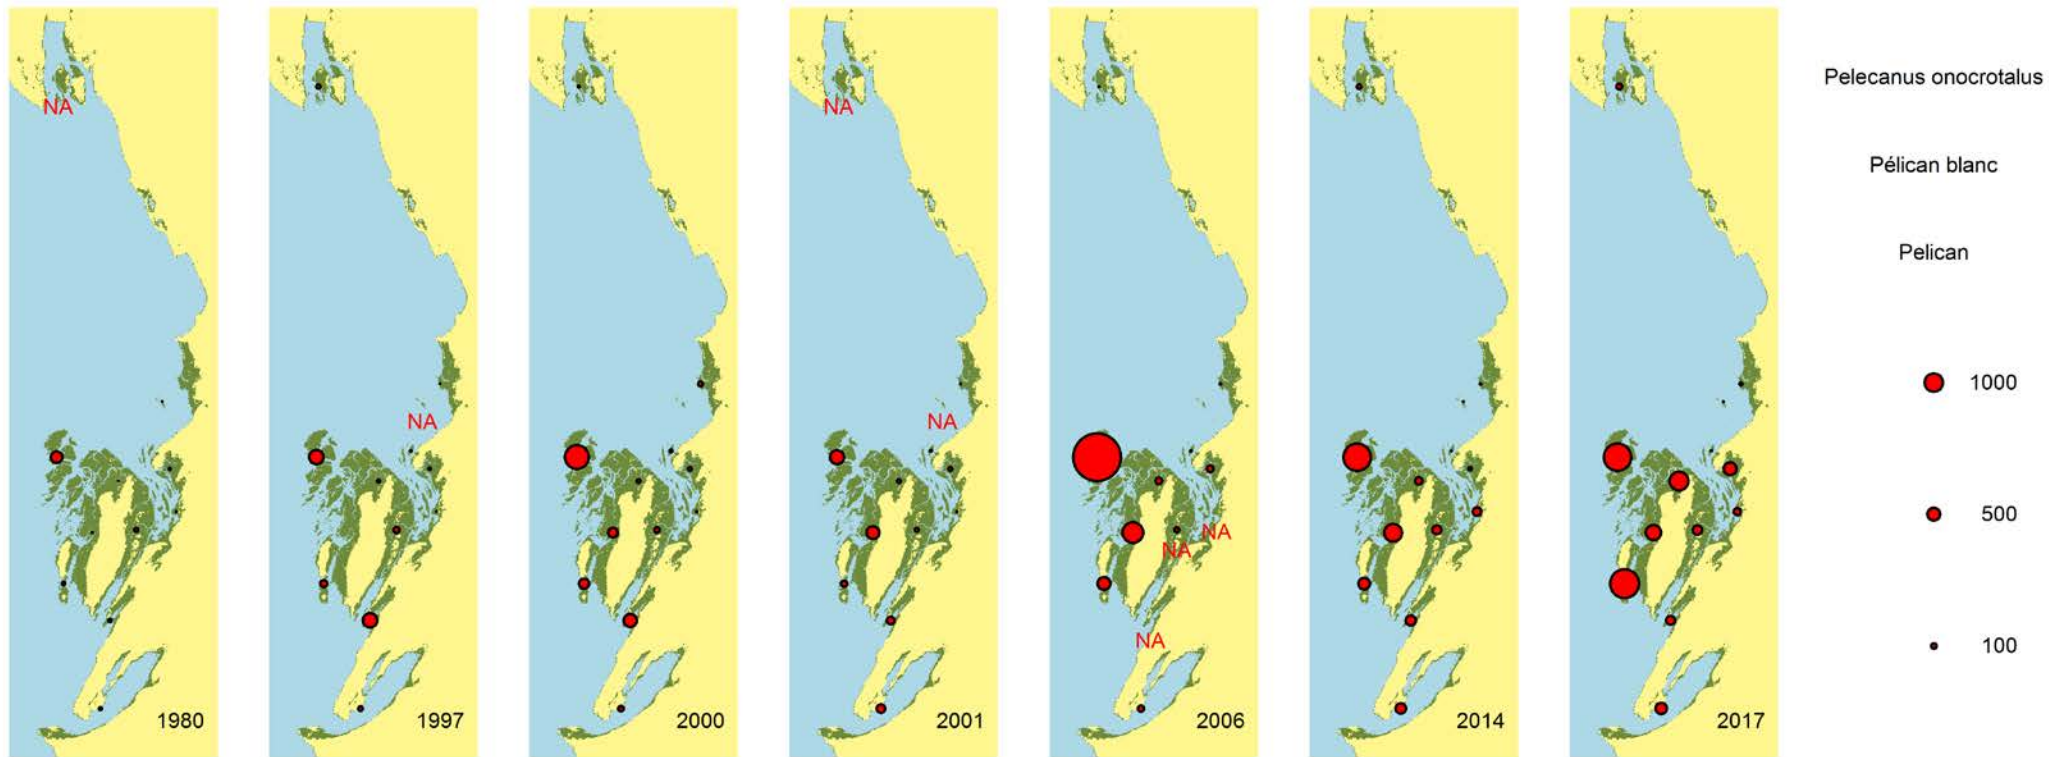 NA
1980
NA
1997
2000
NA
NA
2001
NA
NA
NA
2006
2014
2017
Pelecanus onocrotalus
Pélican blanc
Pelican
1000
500
100